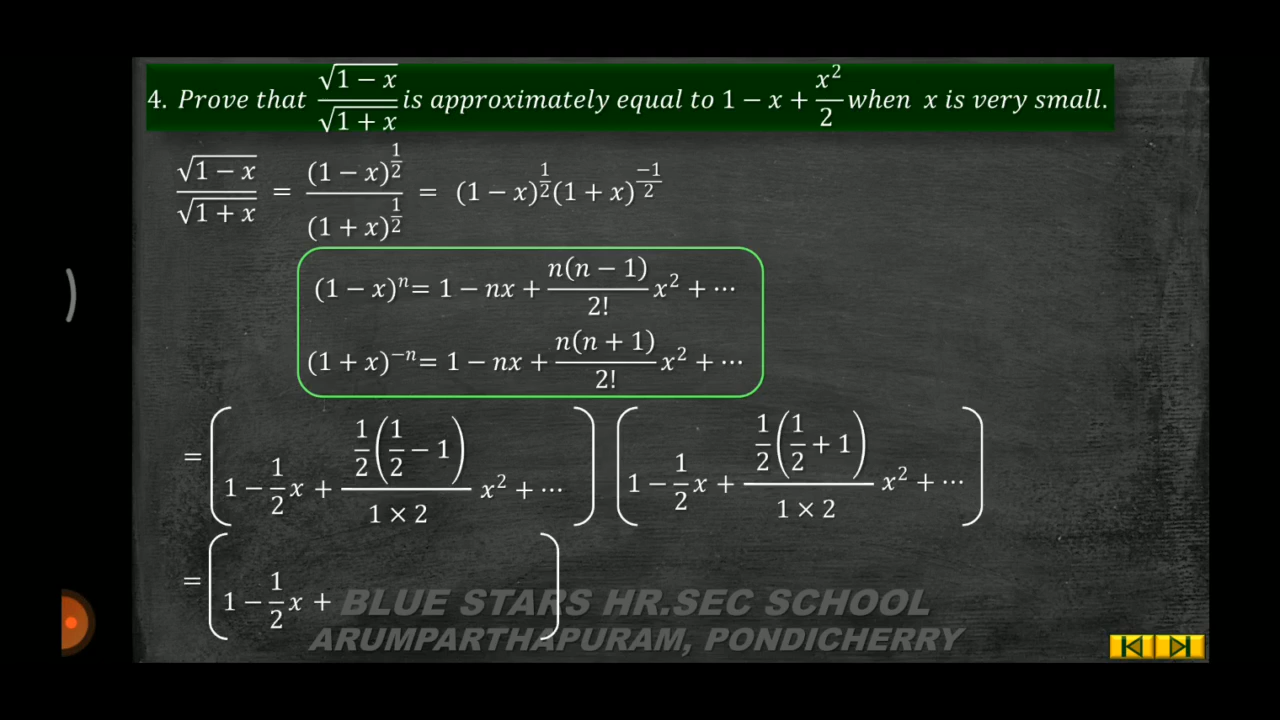 4. Prove that √(1 − x)/√(1 + x) is approximately equal to 1 − x + x²/2 when x is very small.
√(1 − x)/√(1 + x) = (1 − x)^(1/2)/(1 + x)^(1/2) = (1 − x)^(1/2)(1 + x)^(−1/2)
(1 − x)ⁿ= 1 − nx + n(n − 1)/2! x² + ⋯
(1 + x)⁻ⁿ= 1 − nx + n(n + 1)/2! x² + ⋯
= (1 − 1/2 x + (1/2(1/2 − 1))/(1 × 2) x² + ⋯) (1 − 1/2 x + (1/2(1/2 + 1))/(1 × 2) x² + ⋯)
= (1 − 1/2 x + )
BLUE STARS HR.SEC SCHOOL
ARUMPARTHAPURAM, PONDICHERRY